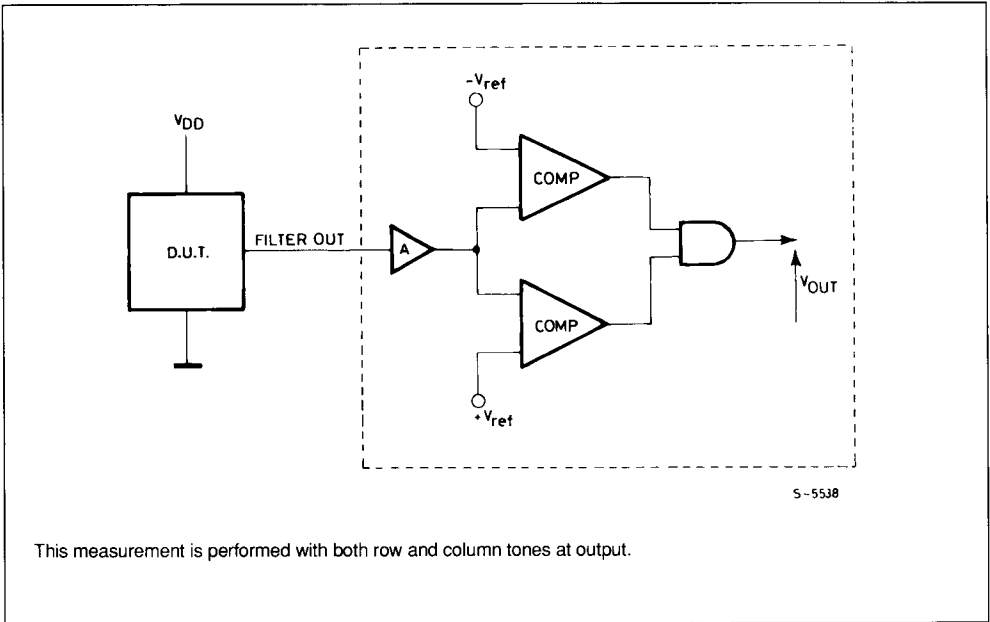 -Vref
VDD
COMP
D.U.T.
FILTER OUT
A
VOUT
COMP
+Vref
S-5538
This measurement is performed with both row and column tones at output.